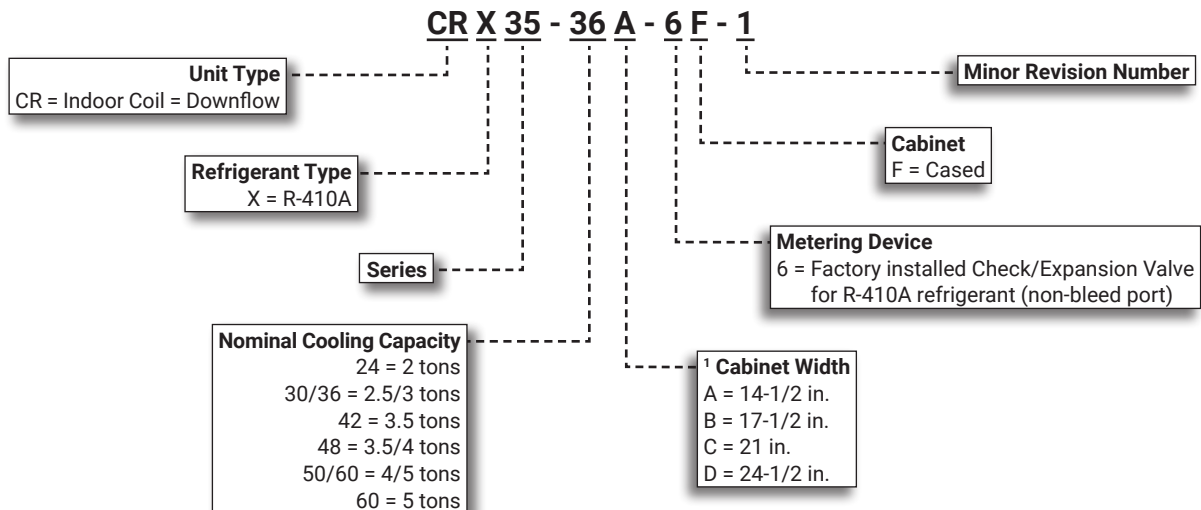 CR X 35 - 36 A - 6 F - 1
Unit Type
CR = Indoor Coil = Downflow
Minor Revision Number
Cabinet
F = Cased
Refrigerant Type
X = R-410A
Metering Device
6 = Factory installed Check/Expansion Valve
for R-410A refrigerant (non-bleed port)
Series
Nominal Cooling Capacity
24 = 2 tons
30/36 = 2.5/3 tons
42 = 3.5 tons
48 = 3.5/4 tons
50/60 = 4/5 tons
60 = 5 tons
¹ Cabinet Width
A = 14-1/2 in.
B = 17-1/2 in.
C = 21 in.
D = 24-1/2 in.